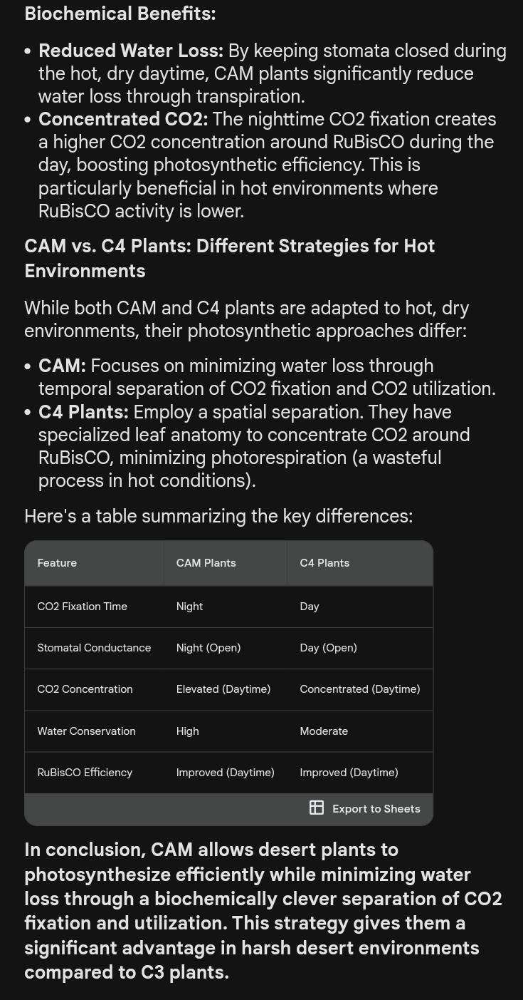 Biochemical Benefits:
• Reduced Water Loss: By keeping stomata closed during
the hot, dry daytime, CAM plants significantly reduce
water loss through transpiration.
• Concentrated CO2: The nighttime CO2 fixation creates
a higher CO2 concentration around RuBisCO during the
day, boosting photosynthetic efficiency. This is
particularly beneficial in hot environments where
RuBisCO activity is lower.
CAM vs. C4 Plants: Different Strategies for Hot
Environments
While both CAM and C4 plants are adapted to hot, dry
environments, their photosynthetic approaches differ:
• CAM: Focuses on minimizing water loss through
temporal separation of CO2 fixation and CO2 utilization.
• C4 Plants: Employ a spatial separation. They have
specialized leaf anatomy to concentrate CO2 around
RuBisCO, minimizing photorespiration (a wasteful
process in hot conditions).
Here's a table summarizing the key differences:
Feature CAM Plants C4 Plants
CO2 Fixation Time Night Day
Stomatal Conductance Night (Open) Day (Open)
CO2 Concentration Elevated (Daytime) Concentrated (Daytime)
Water Conservation High Moderate
RuBisCO Efficiency Improved (Daytime) Improved (Daytime)
Export to Sheets
In conclusion, CAM allows desert plants to
photosynthesize efficiently while minimizing water
loss through a biochemically clever separation of CO2
fixation and utilization. This strategy gives them a
significant advantage in harsh desert environments
compared to C3 plants.